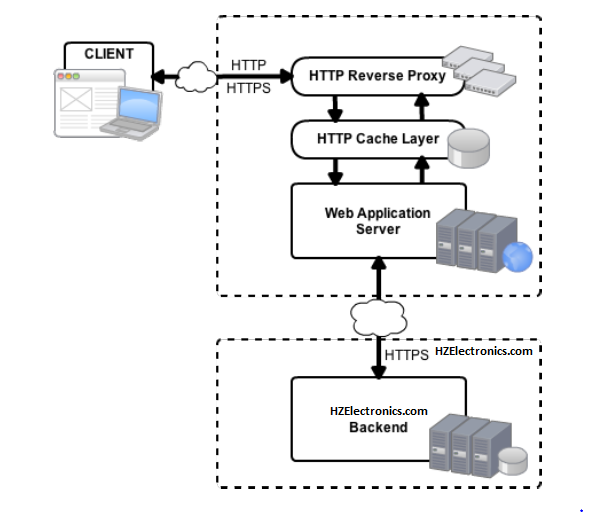 CLIENT
HTTP
HTTPS
HTTP Reverse Proxy
HTTP Cache Layer
Web Application
Server
HTTPS
HZElectronics.com
HZElectronics.com
Backend